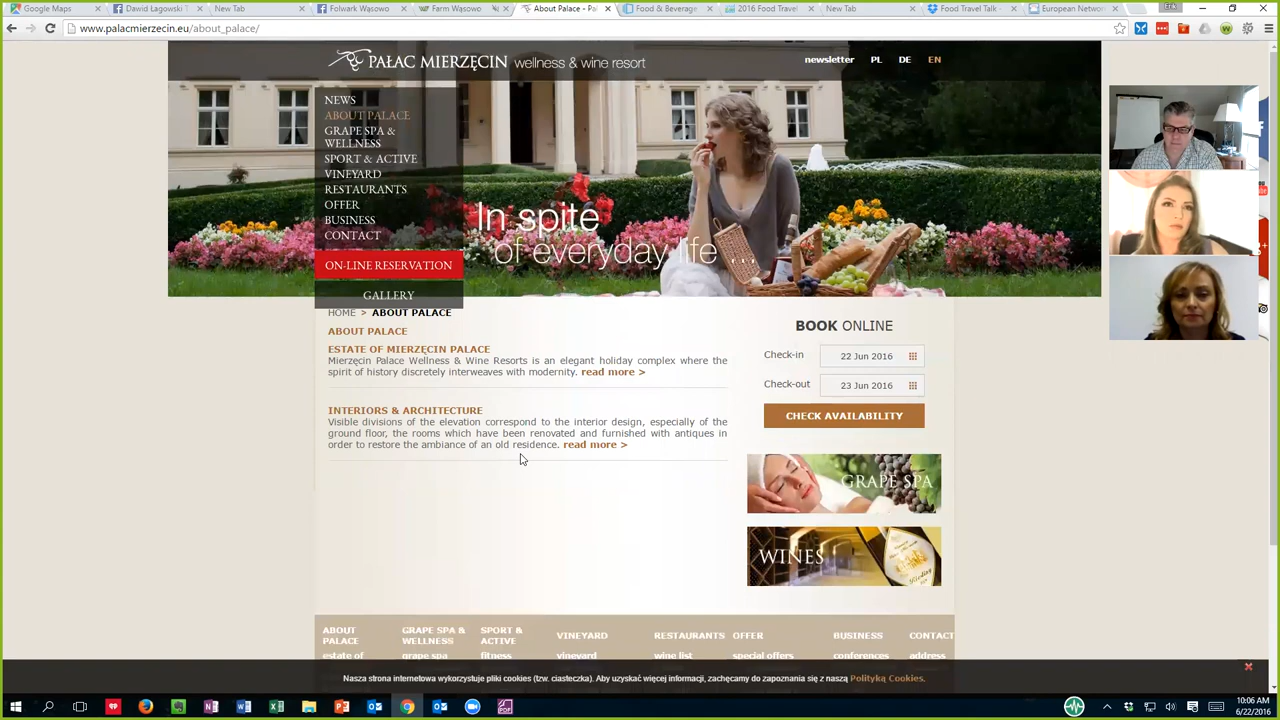 Google Maps
David Łagowski
New Tab
Folwark Wąsowo
Farm Wąsowo
About Palace - Pał
Food & Beverage
2016 Food Travel
New Tab
Food Travel Talk -
European Networ
Erik
www.palacmierzecin.eu/about_palace/
PAŁAC MIERZĘCIN wellness & wine resort
newsletter PL DE EN
NEWS
ABOUT PALACE
GRAPE SPA &
WELLNESS
SPORT & ACTIVE
VINEYARD
RESTAURANTS
OFFER
BUSINESS
CONTACT
ON-LINE RESERVATION
GALLERY
In spite
of everyday life ...
HOME > ABOUT PALACE
ABOUT PALACE
ESTATE OF MIERZĘCIN PALACE
Mierzęcin Palace Wellness & Wine Resorts is an elegant holiday complex where the
spirit of history discretely interweaves with modernity. read more >
INTERIORS & ARCHITECTURE
Visible divisions of the elevation correspond to the interior design, especially of the
ground floor, the rooms which have been renovated and furnished with antiques in
order to restore the ambiance of an old residence. read more >
BOOK ONLINE
Check-in 22 Jun 2016
Check-out 23 Jun 2016
CHECK AVAILABILITY
GRAPE SPA
WINES
Riesling
ABOUT
PALACE
estate of
GRAPE SPA &
WELLNESS
grape spa
SPORT &
ACTIVE
fitness
VINEYARD
vineyard
RESTAURANTS
wine list
OFFER
special offers
BUSINESS
conferences
CONTACT
address
Nasza strona internetowa wykorzystuje pliki cookies (tzw. ciasteczka). Aby uzyskać więcej informacji, zachęcamy do zapoznania się z naszą Polityką Cookies.
10:06 AM
6/22/2016